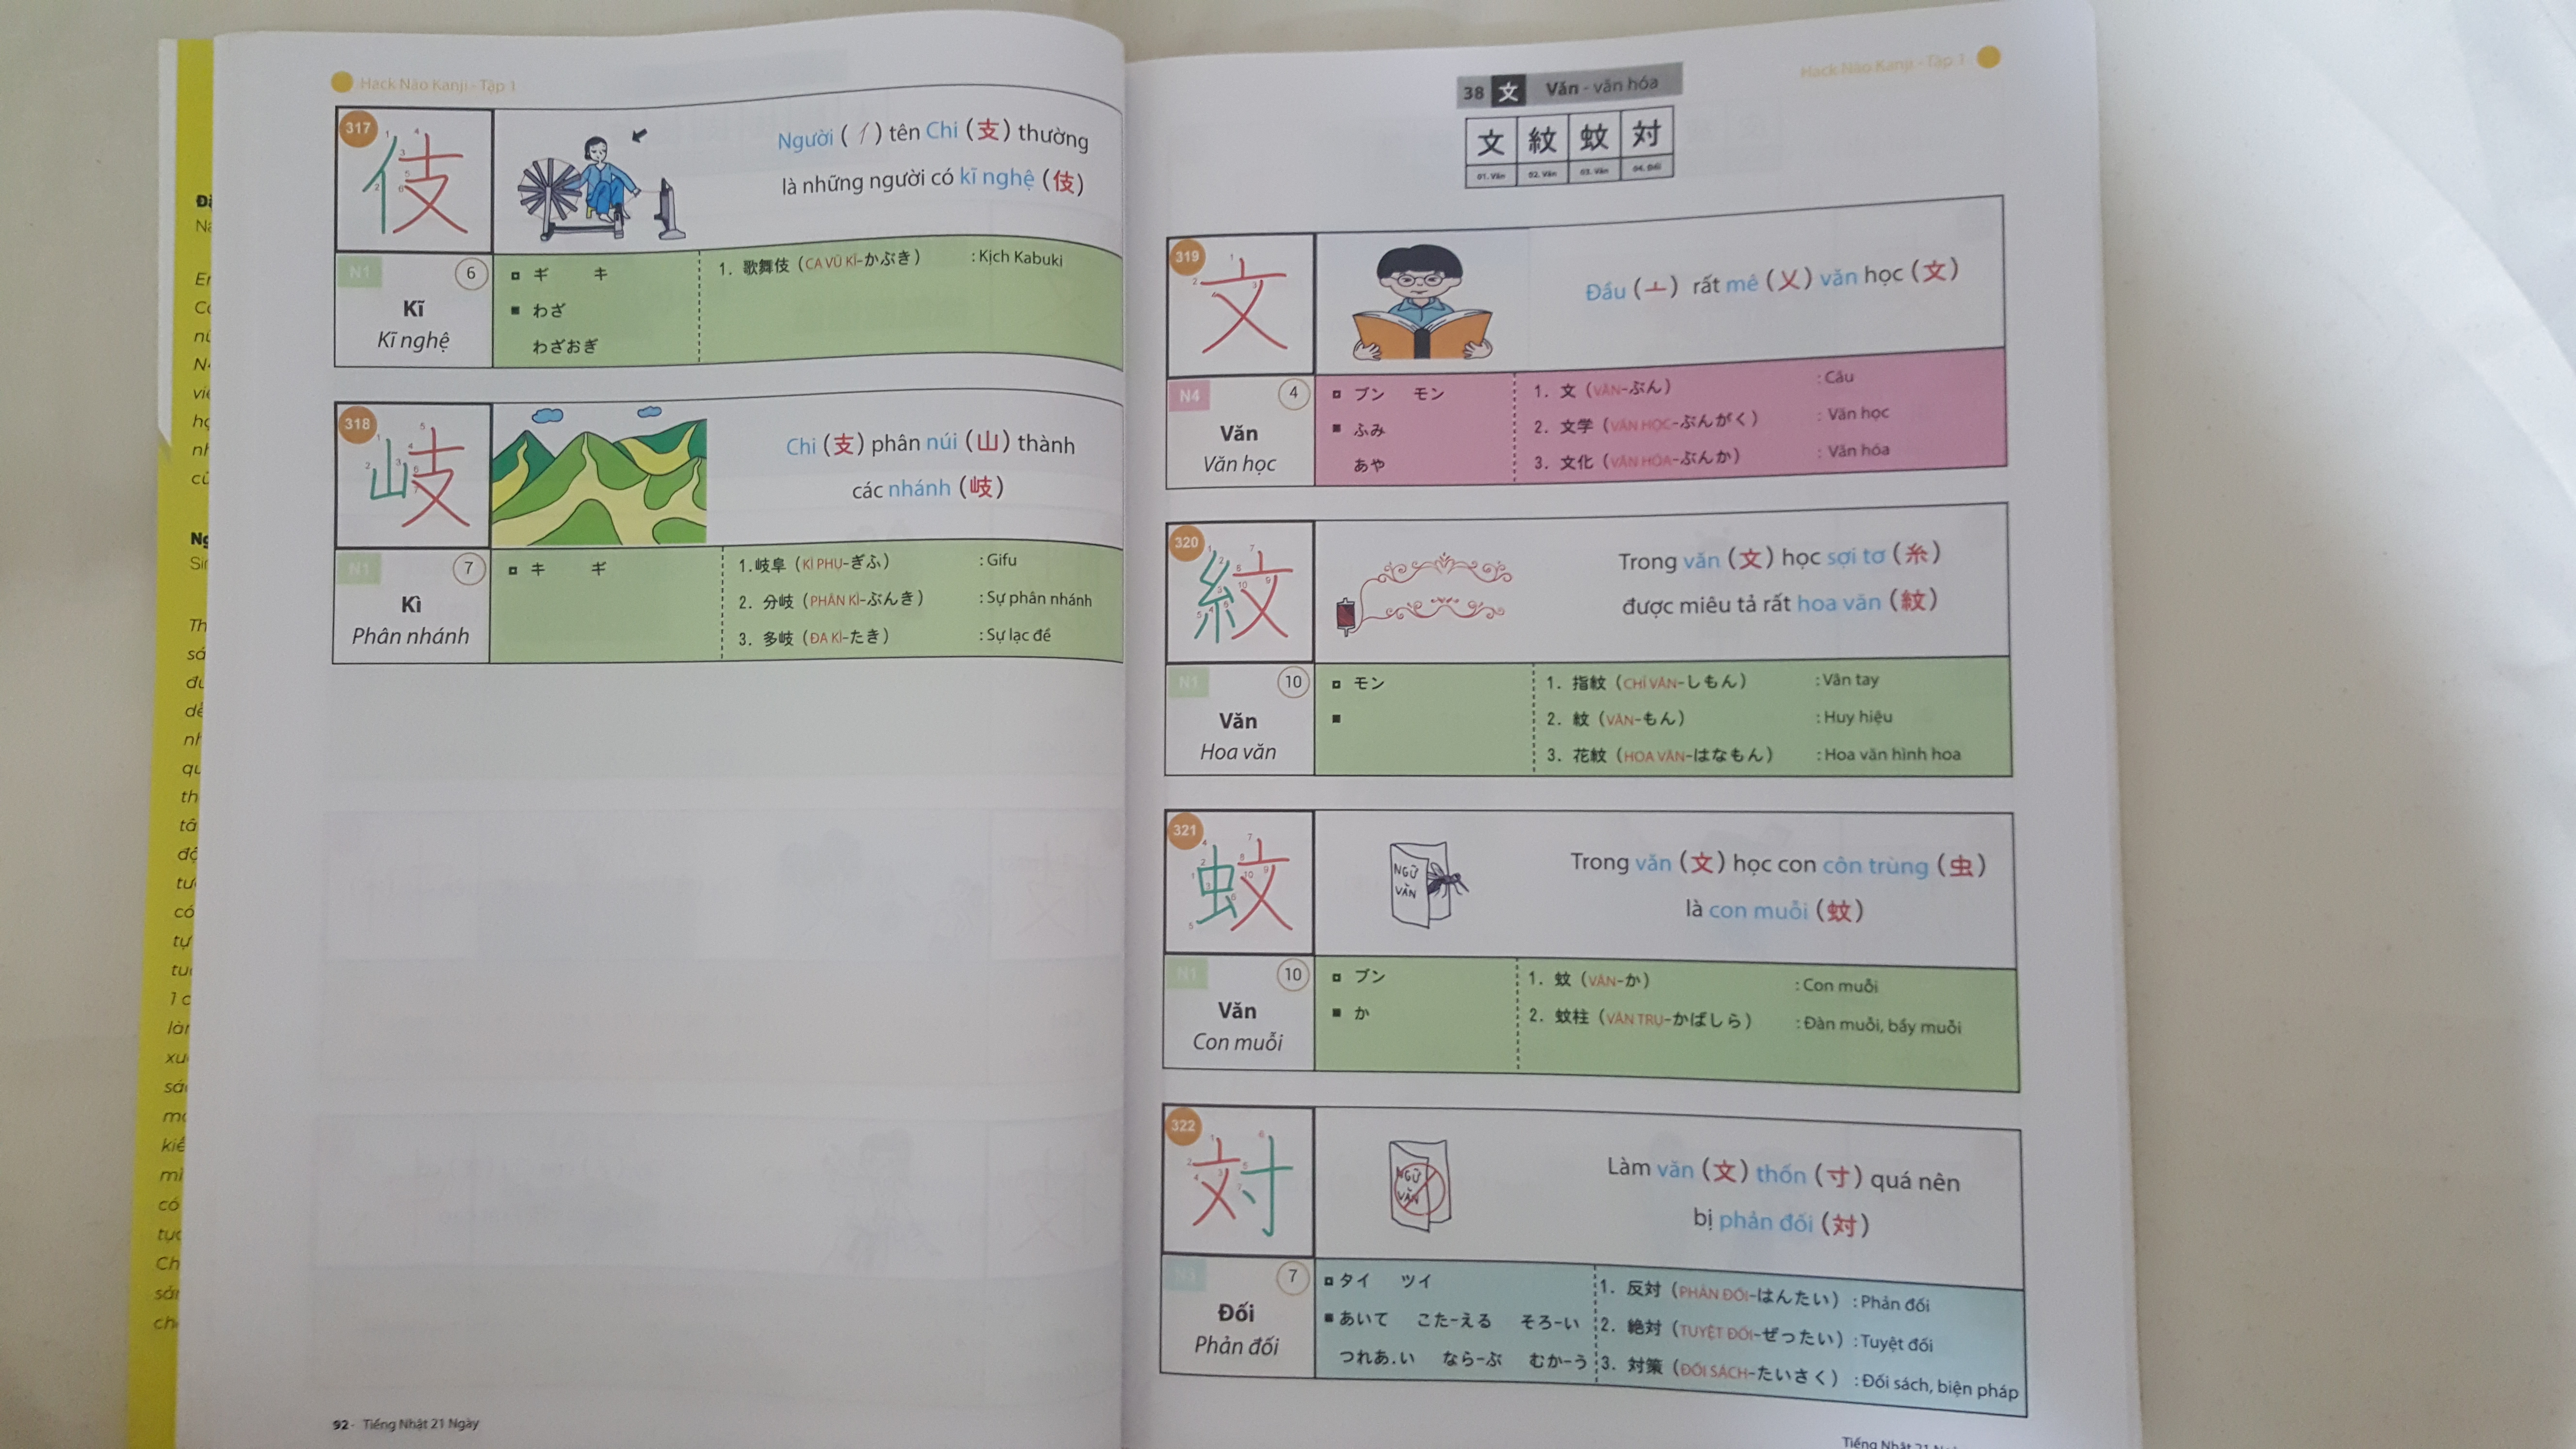 Hack Não Kanji - Tập 1
317
伎
N1
6
Kĩ
Kĩ nghệ
Người (亻) tên Chi (支) thường
là những người có kĩ nghệ (伎)
ギ キ
わざ
わざおぎ
1. 歌舞伎 (CA VŨ KĨ-かぶき) : Kịch Kabuki
318
岐
N1
7
Kì
Phân nhánh
Chi (支) phân núi (山) thành
các nhánh (岐)
キ ギ
1. 岐阜 (KÌ PHỤ-ぎふ) : Gifu
2. 分岐 (PHÂN KÌ-ぶんき) : Sự phân nhánh
3. 多岐 (ĐA KÌ-たき) : Sự lạc đề
92 - Tiếng Nhật 21 Ngày
Hack Não Kanji - Tập 1
38 文 Văn - văn hóa
文 紋 蚊 対
01. Văn 02. Văn 03. Văn 04. Đối
319
文
N4
4
Văn
Văn học
Đầu (亠) rất mê (乂) văn học (文)
ブン モン
ふみ
あや
1. 文 (VĂN-ぶん) : Câu
2. 文学 (VĂN HỌC-ぶんがく) : Văn học
3. 文化 (VĂN HÓA-ぶんか) : Văn hóa
320
紋
N1
10
Văn
Hoa văn
Trong văn (文) học sợi tơ (糸)
được miêu tả rất hoa văn (紋)
モン
1. 指紋 (CHỈ VĂN-しもん) : Vân tay
2. 紋 (VĂN-もん) : Huy hiệu
3. 花紋 (HOA VĂN-はなもん) : Hoa văn hình hoa
321
蚊
N1
10
Văn
Con muỗi
NGỮ
VĂN
Trong văn (文) học con côn trùng (虫)
là con muỗi (蚊)
ブン
か
1. 蚊 (VĂN-か) : Con muỗi
2. 蚊柱 (VĂN TRỤ-かばしら) : Đàn muỗi, bầy muỗi
322
対
7
Đối
Phản đối
NGỮ
VĂN
Làm văn (文) thốn (寸) quá nên
bị phản đối (対)
タイ ツイ
あいて こた-える そろ-い
つれあ.い なら-ぶ むか-う
1. 反対 (PHẢN ĐỐI-はんたい) : Phản đối
2. 絶対 (TUYỆT ĐỐI-ぜったい) : Tuyệt đối
3. 対策 (ĐỐI SÁCH-たいさく) : Đối sách, biện pháp
Tiếng Nhật 21